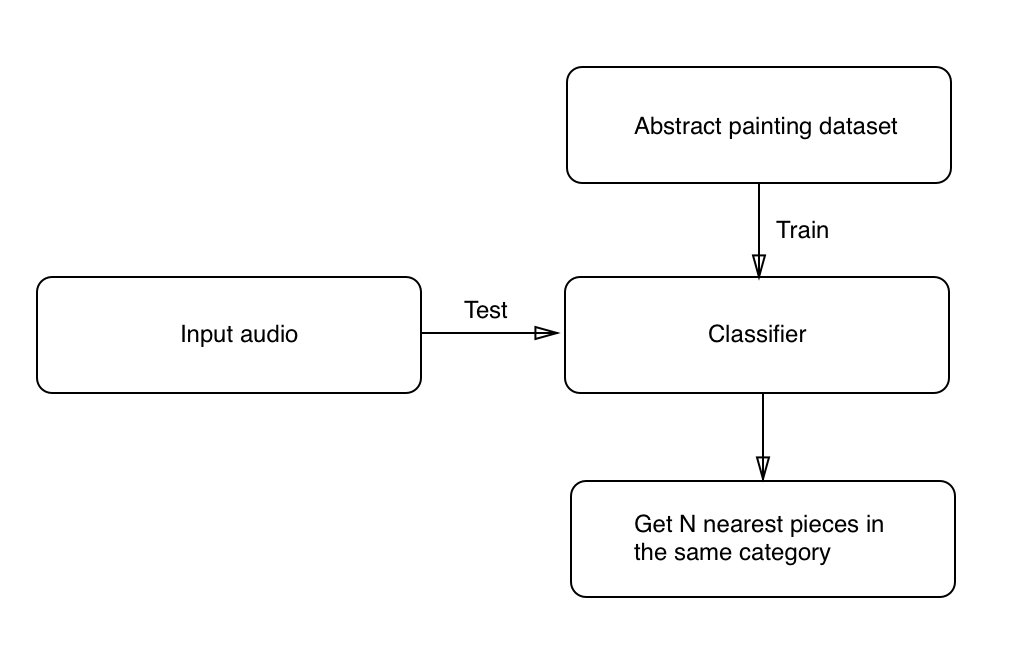 Abstract painting dataset
Train
Input audio
Test
Classifier
Get N nearest pieces in
the same category